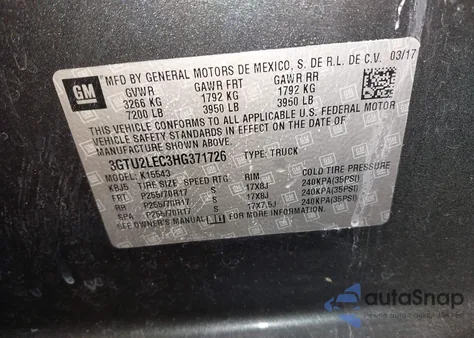 GM
MFD BY GENERAL MOTORS DE MEXICO, S. DE R.L. DE C.V. 03/17
GVWR GAWR FRT GAWR RR
3266 KG 1792 KG 1792 KG
7200 LB 3950 LB 3950 LB
THIS VEHICLE CONFORMS TO ALL APPLICABLE U.S. FEDERAL MOTOR
VEHICLE SAFETY STANDARDS IN EFFECT ON THE DATE OF
MANUFACTURE SHOWN ABOVE.
3GTU2LEC3HG371726 TYPE: TRUCK
MODEL: K15543
KBJ5 TIRE SIZE SPEED RTG RIM COLD TIRE PRESSURE
FRT P255/70R17 S 17X8J 240KPA(35PSI)
RR P255/70R17 S 17X8J 240KPA(35PSI)
SPA P255/70R17 S 17X7.5J 240KPA(35PSI)
SEE OWNER'S MANUAL FOR MORE INFORMATION.
autoSnap